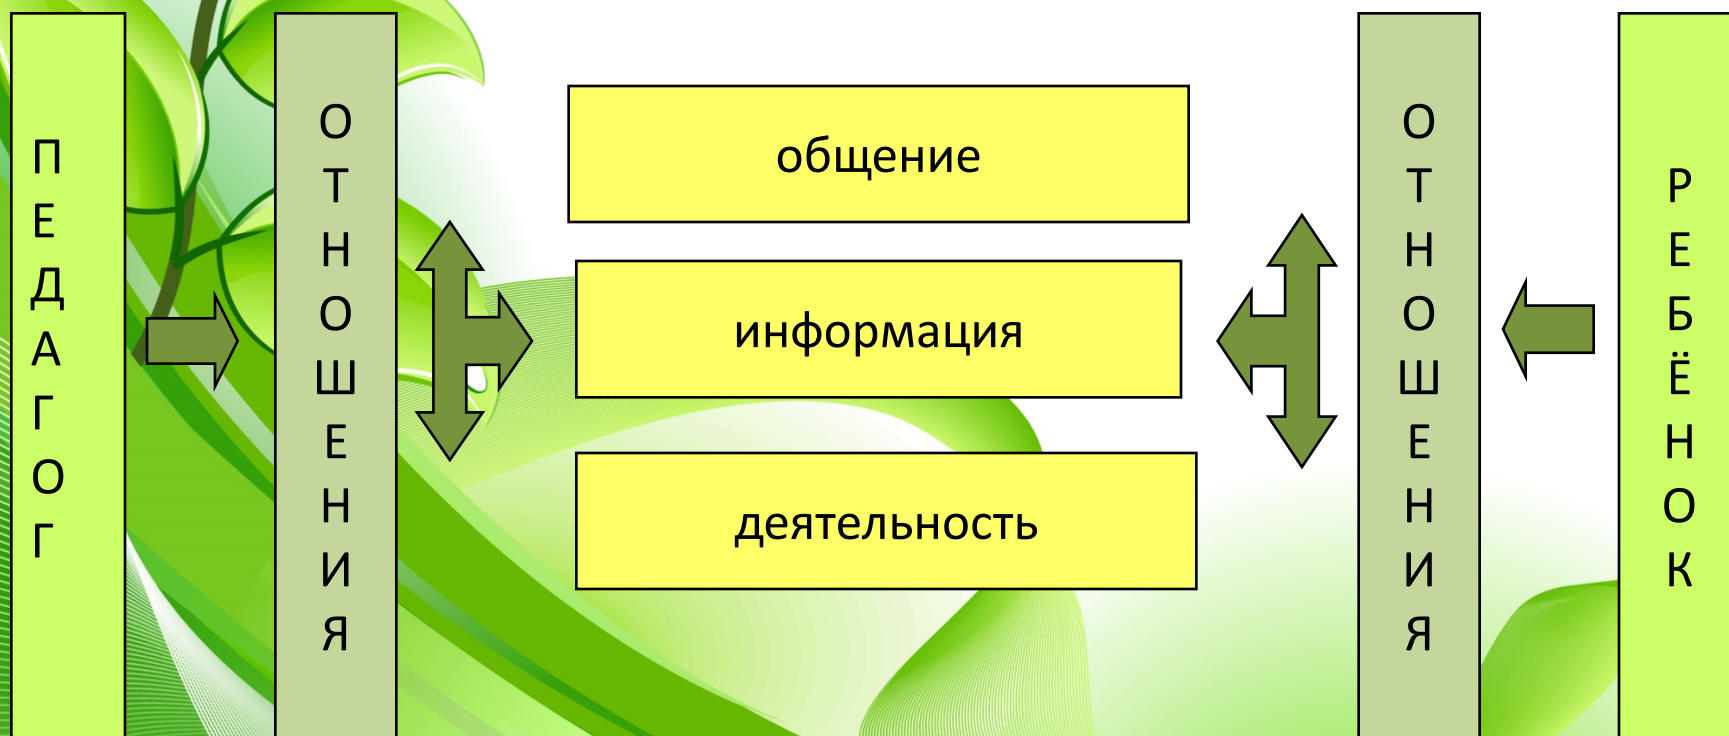 ПЕДАГОГ
ОТНОШЕНИЯ
общение
информация
деятельность
ОТНОШЕНИЯ
РЕБЁНОК